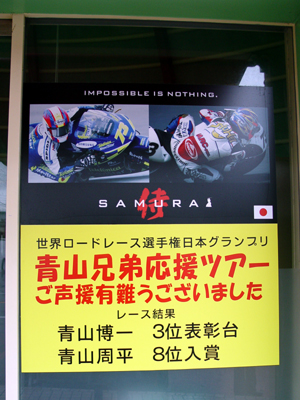 IMPOSSIBLE IS NOTHING.
73
SAMURAI
侍
世界ロードレース選手権日本グランプリ
青山兄弟応援ツアー
ご声援有難うございました
レース結果
青山博一 3位表彰台
青山周平 8位入賞